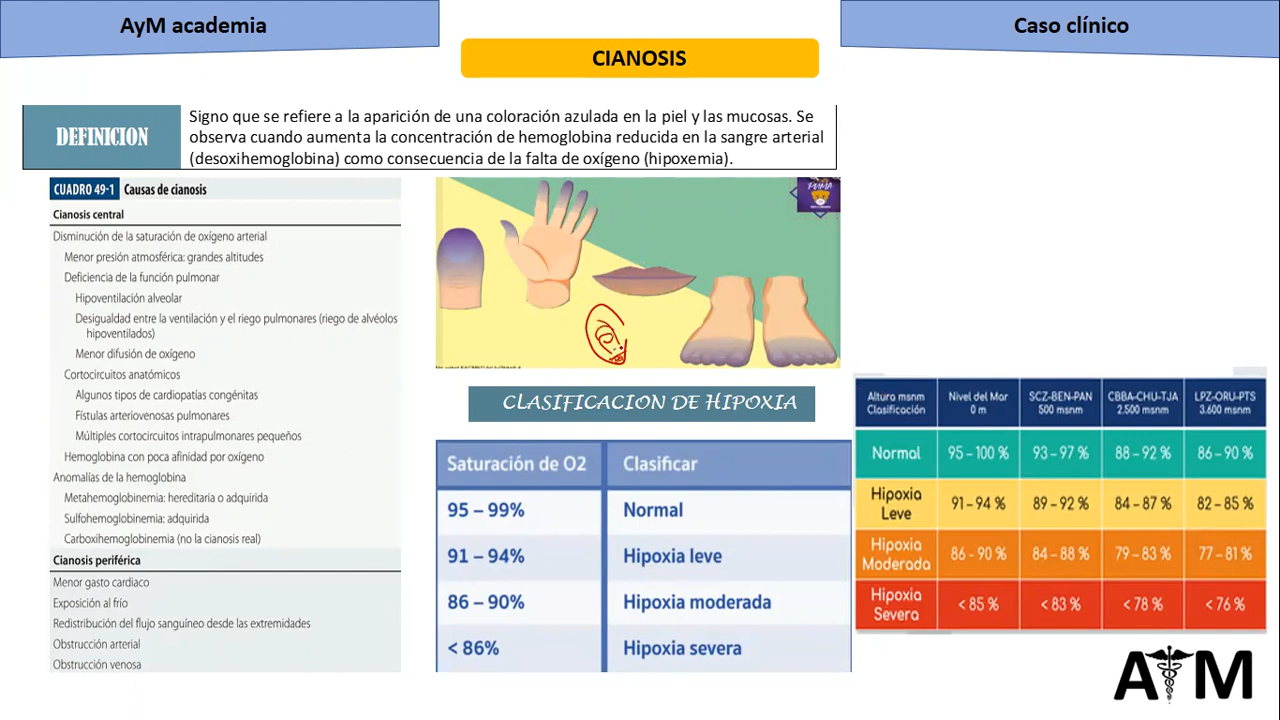 AyM academia
Caso clínico
CIANOSIS
DEFINICION
Signo que se refiere a la aparición de una coloración azulada en la piel y las mucosas. Se
observa cuando aumenta la concentración de hemoglobina reducida en la sangre arterial
(desoxihemoglobina) como consecuencia de la falta de oxígeno (hipoxemia).
CUADRO 49-1 Causas de cianosis
Cianosis central
Disminución de la saturación de oxígeno arterial
Menor presión atmosférica: grandes altitudes
Deficiencia de la función pulmonar
Hipoventilación alveolar
Desigualdad entre la ventilación y el riego pulmonares (riego de alvéolos
hipoventilados)
Menor difusión de oxígeno
Cortocircuitos anatómicos
Algunos tipos de cardiopatías congénitas
Fístulas arteriovenosas pulmonares
Múltiples cortocircuitos intrapulmonares pequeños
Hemoglobina con poca afinidad por oxígeno
Anomalías de la hemoglobina
Metahemoglobinemia: hereditaria o adquirida
Sulfohemoglobinemia: adquirida
Carboxihemoglobinemia (no la cianosis real)
Cianosis periférica
Menor gasto cardiaco
Exposición al frío
Redistribución del flujo sanguíneo desde las extremidades
Obstrucción arterial
Obstrucción venosa
PUMA
CLASIFICACION DE HIPOXIA
Saturación de O2 Clasificar
95 – 99% Normal
91 – 94% Hipoxia leve
86 – 90% Hipoxia moderada
< 86% Hipoxia severa
Altura msnm Nivel del Mar SCZ-BEN-PAN CBBA-CHU-TJA LPZ-ORU-PTS
Clasificación 0 m 500 msnm 2.500 msnm 3.600 msnm
Normal 95 – 100 % 93 – 97 % 88 – 92 % 86 – 90 %
Hipoxia
Leve 91 – 94 % 89 – 92 % 84 – 87 % 82 – 85 %
Hipoxia
Moderada 86 - 90 % 84 – 88 % 79 – 83 % 77 – 81 %
Hipoxia
Severa < 85 % < 83 % < 78 % < 76 %
AM